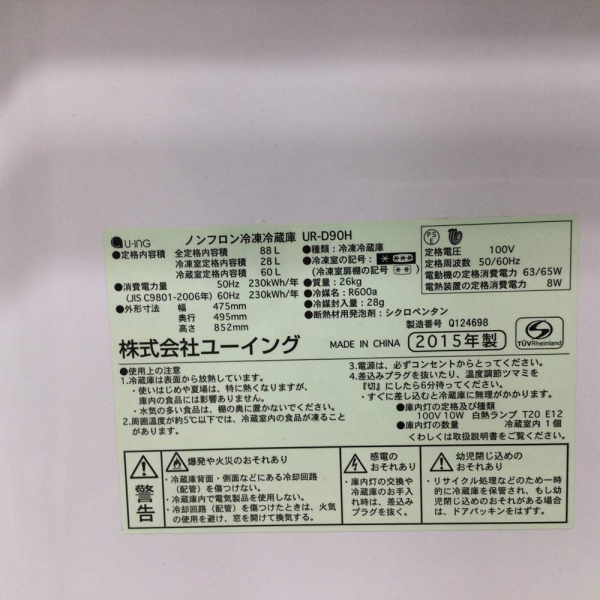 U-ING
ノンフロン冷凍冷蔵庫 UR-D90H
●定格内容積 全定格内容積 88 L
冷凍室定格内容積 28 L
冷蔵室定格内容積 60 L
●消費電力量 50Hz 230kWh/年
(JIS C9801-2006年) 60Hz 230kWh/年
●外形寸法 幅 475mm
奥行 495mm
高さ 852mm
●種類：冷凍冷蔵庫
●冷凍室の記号：
(冷凍室扉棚の記号)
●質量：26kg
●冷媒名：R600a
●冷媒封入量：28g
●断熱材用発泡剤：シクロペンタン
PS
E
定格電圧 100V
定格周波数 50/60Hz
電動機の定格消費電力 63/65W
電熱装置の定格消費電力 8W
製造番号 Q124698
株式会社ユーイング
MADE IN CHINA
2015年製
TÜVRheinland
●使用上の注意
1.冷蔵庫は表面から放熱しています。
・使いはじめや夏場は、特に熱くなりますが、
庫内の食品には影響ありません。
・水気の多い食品は、棚の奥に置かないでください。
2.周囲温度が約5℃以下では、冷蔵室内の食品が凍ること
があります。
3.電源は、必ずコンセントからとってください。
4.差込みプラグを抜いたり、温度調節ツマミを
『切』にしたら6分待ってください。
・すぐに差し込むと冷蔵庫に無理がかかります。
●庫内灯の定格及び種類
100V 10W 白熱ランプ T20 E12
●庫内灯の数量 冷蔵室内 1個
くわしくは取扱説明書をご覧ください。
警告
爆発や火災のおそれあり
・冷蔵庫背面・側面などにある冷却回路
(配管)を傷つけない。
・冷蔵庫内で電気製品を使用しない。
・冷却回路(配管)を傷つけたときは、火気
の使用を避け、窓を開けて換気する。
感電の
おそれあり
・庫内灯の交換や
冷蔵庫のお手入
れ時は、差込み
プラグを抜く。
幼児閉じ込めの
おそれあり
・リサイクル処理などのため一時
的に冷蔵庫を保管され、もし幼
児閉じ込めのおそれがある場合
は、ドアパッキンをはずす。